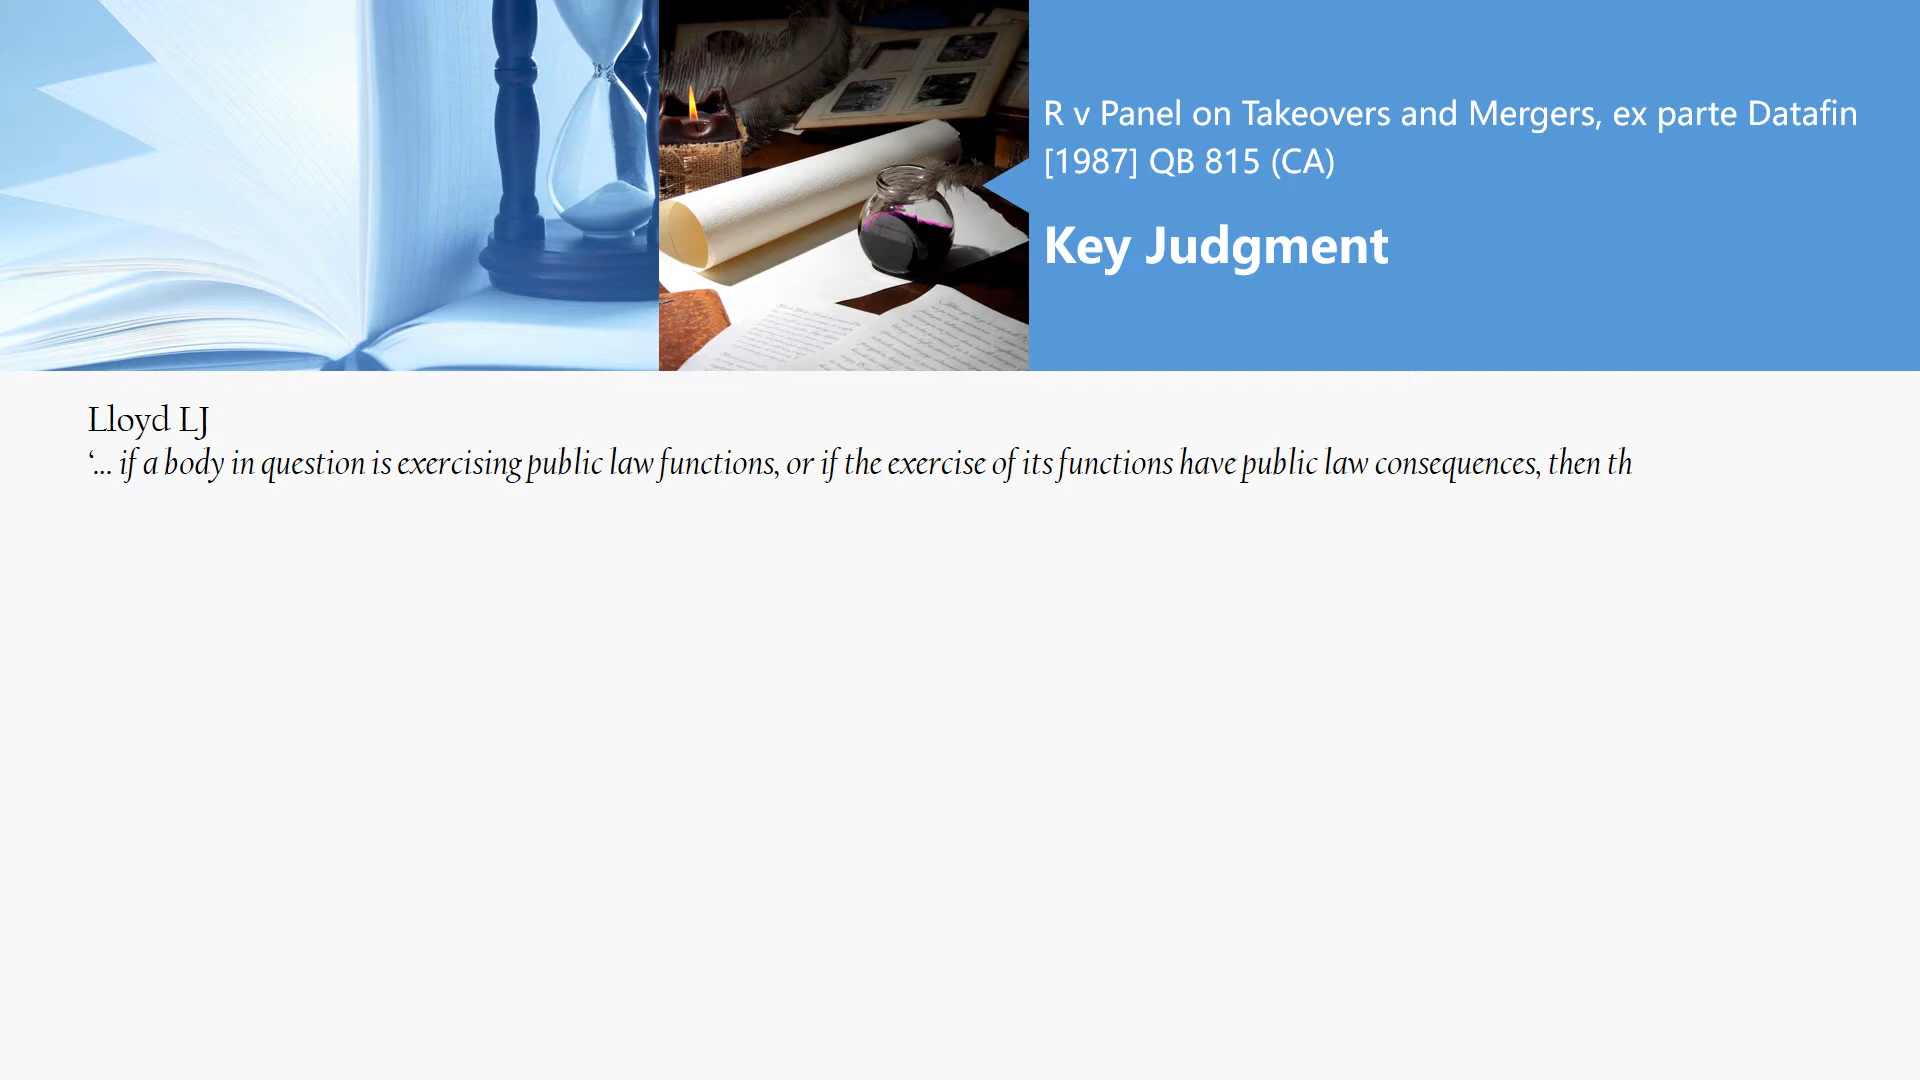 R v Panel on Takeovers and Mergers, ex parte Datafin
[1987] QB 815 (CA)
Key Judgment
Lloyd LJ
‘... if a body in question is exercising public law functions, or if the exercise of its functions have public law consequences, then th